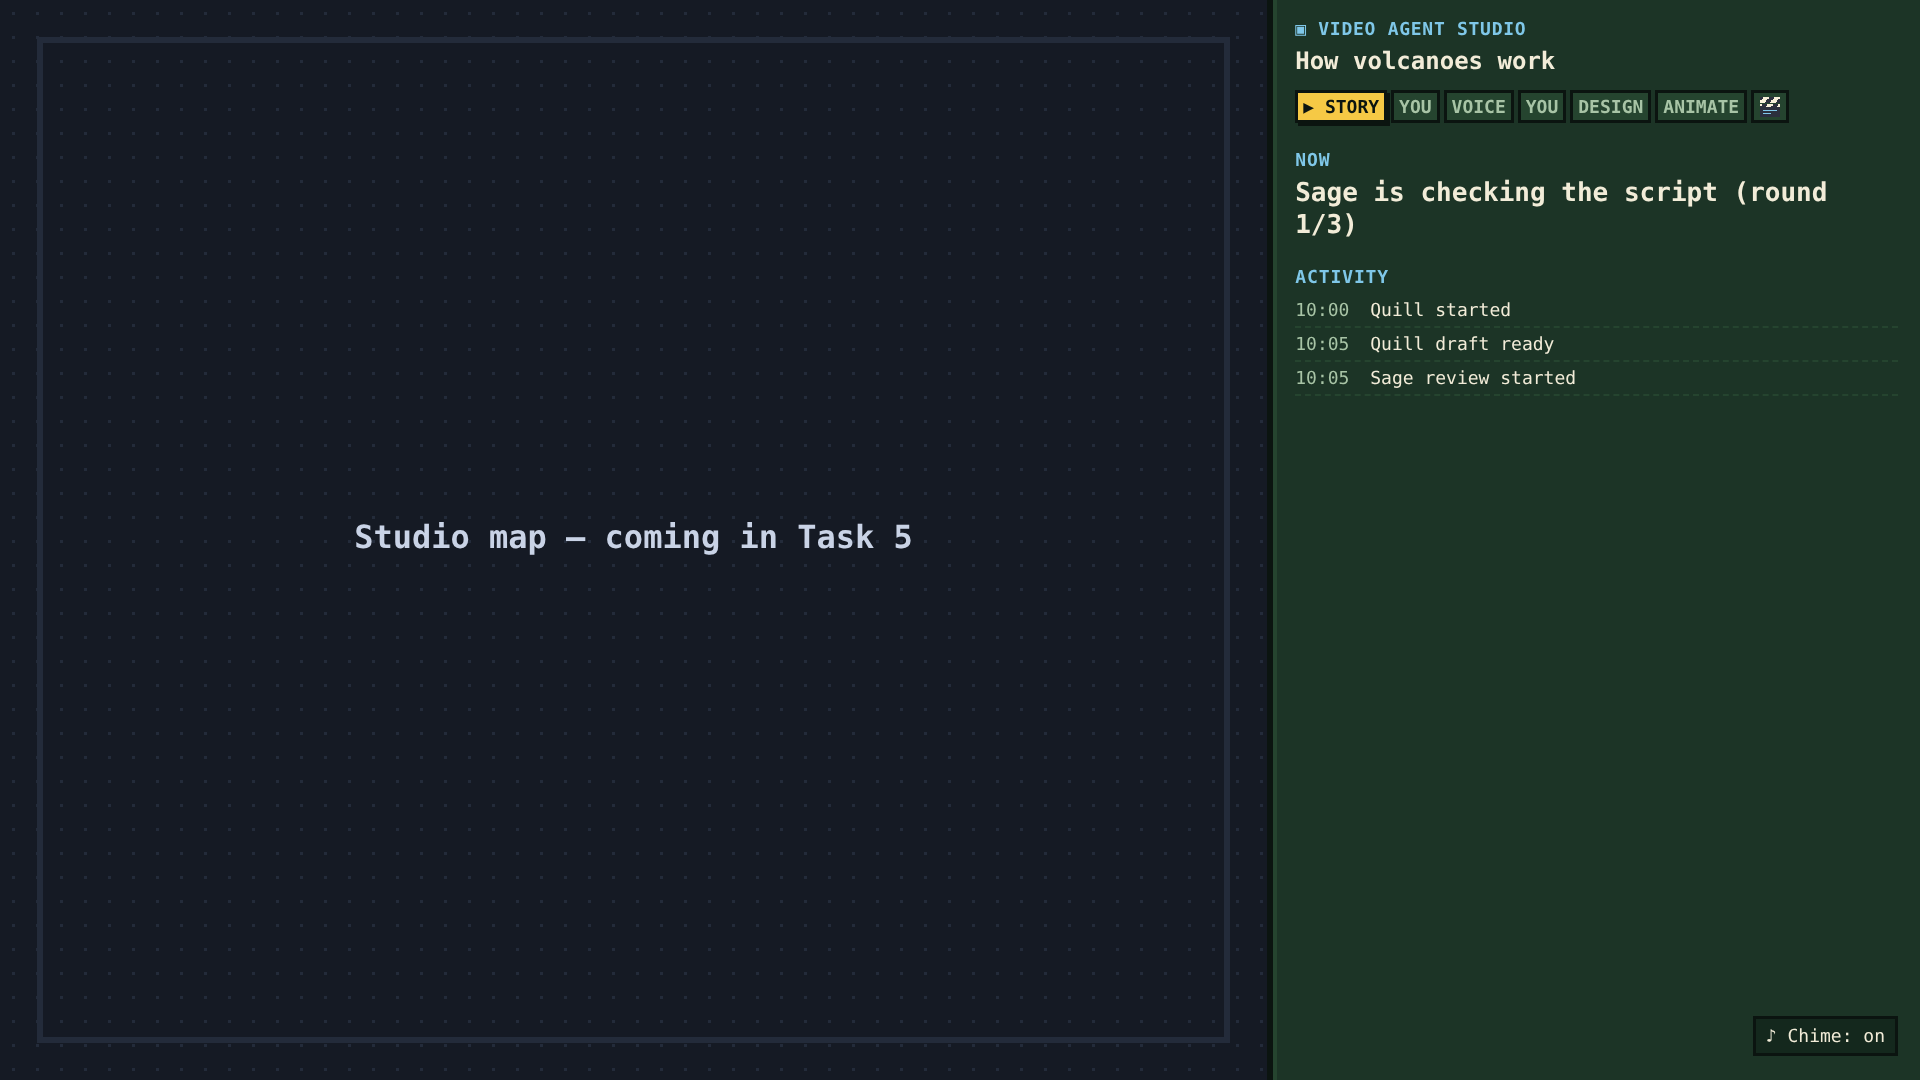 Studio map — coming in Task 5
▣ VIDEO AGENT STUDIO
How volcanoes work
▶ STORY YOU VOICE YOU DESIGN ANIMATE 🎬
NOW
Sage is checking the script (round
1/3)
ACTIVITY
10:00 Quill started
10:05 Quill draft ready
10:05 Sage review started
♪ Chime: on